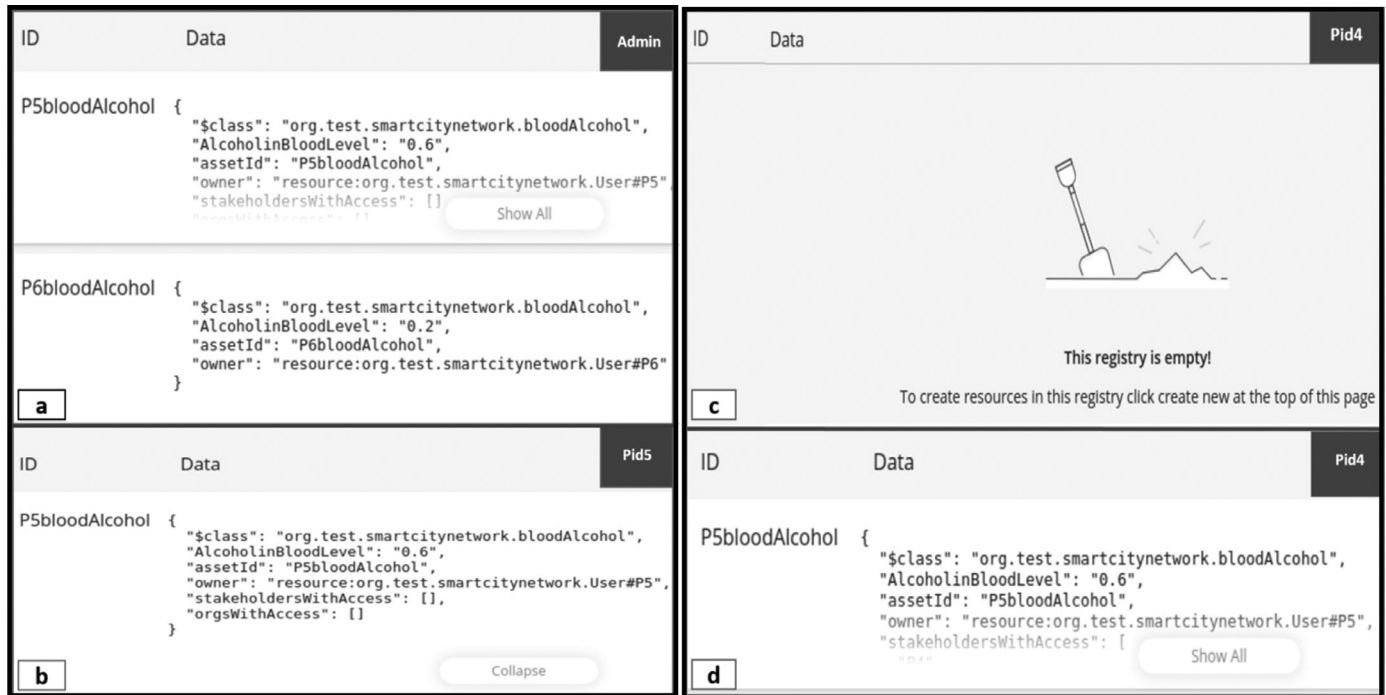 ID Data Admin
P5bloodAlcohol {
"$class": "org.test.smartcitynetwork.bloodAlcohol",
"AlcoholinBloodLevel": "0.6",
"assetId": "P5bloodAlcohol",
"owner": "resource:org.test.smartcitynetwork.User#P5",
"stakeholdersWithAccess": []
Show All
P6bloodAlcohol {
"$class": "org.test.smartcitynetwork.bloodAlcohol",
"AlcoholinBloodLevel": "0.2",
"assetId": "P6bloodAlcohol",
"owner": "resource:org.test.smartcitynetwork.User#P6"
}
a
ID Data Pid5
P5bloodAlcohol {
"$class": "org.test.smartcitynetwork.bloodAlcohol",
"AlcoholinBloodLevel": "0.6",
"assetId": "P5bloodAlcohol",
"owner": "resource:org.test.smartcitynetwork.User#P5",
"stakeholdersWithAccess": [],
"orgsWithAccess": []
}
b
Collapse
ID Data Pid4
This registry is empty!
To create resources in this registry click create new at the top of this page
c
ID Data Pid4
P5bloodAlcohol {
"$class": "org.test.smartcitynetwork.bloodAlcohol",
"AlcoholinBloodLevel": "0.6",
"assetId": "P5bloodAlcohol",
"owner": "resource:org.test.smartcitynetwork.User#P5",
"stakeholdersWithAccess": [
"P4"
Show All
d